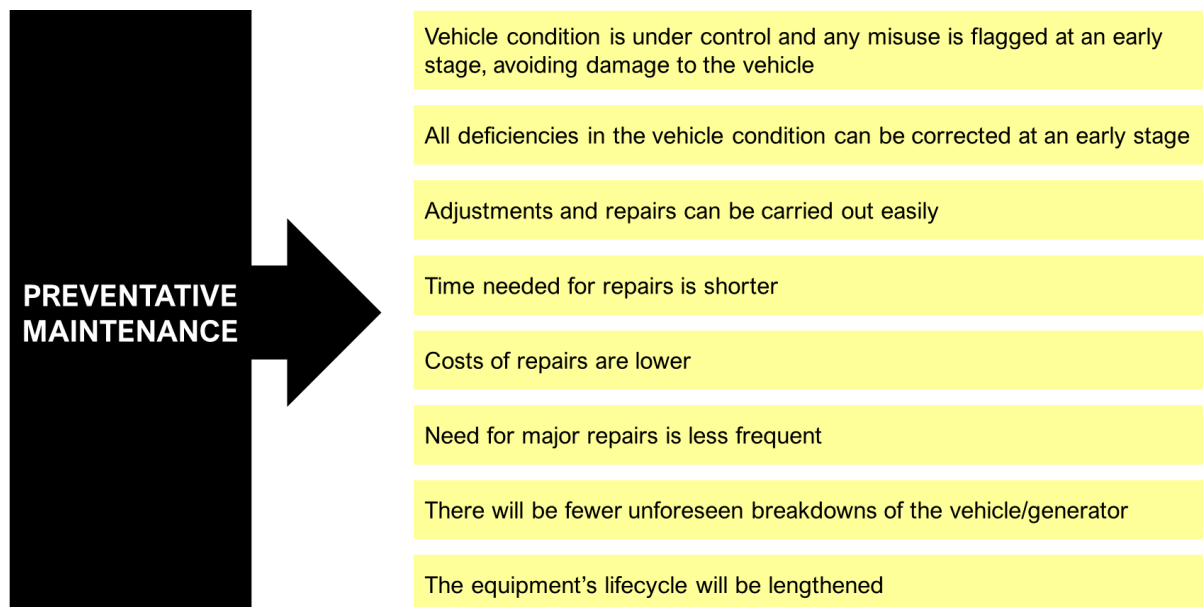 PREVENTATIVE
MAINTENANCE
Vehicle condition is under control and any misuse is flagged at an early
stage, avoiding damage to the vehicle
All deficiencies in the vehicle condition can be corrected at an early stage
Adjustments and repairs can be carried out easily
Time needed for repairs is shorter
Costs of repairs are lower
Need for major repairs is less frequent
There will be fewer unforeseen breakdowns of the vehicle/generator
The equipment’s lifecycle will be lengthened